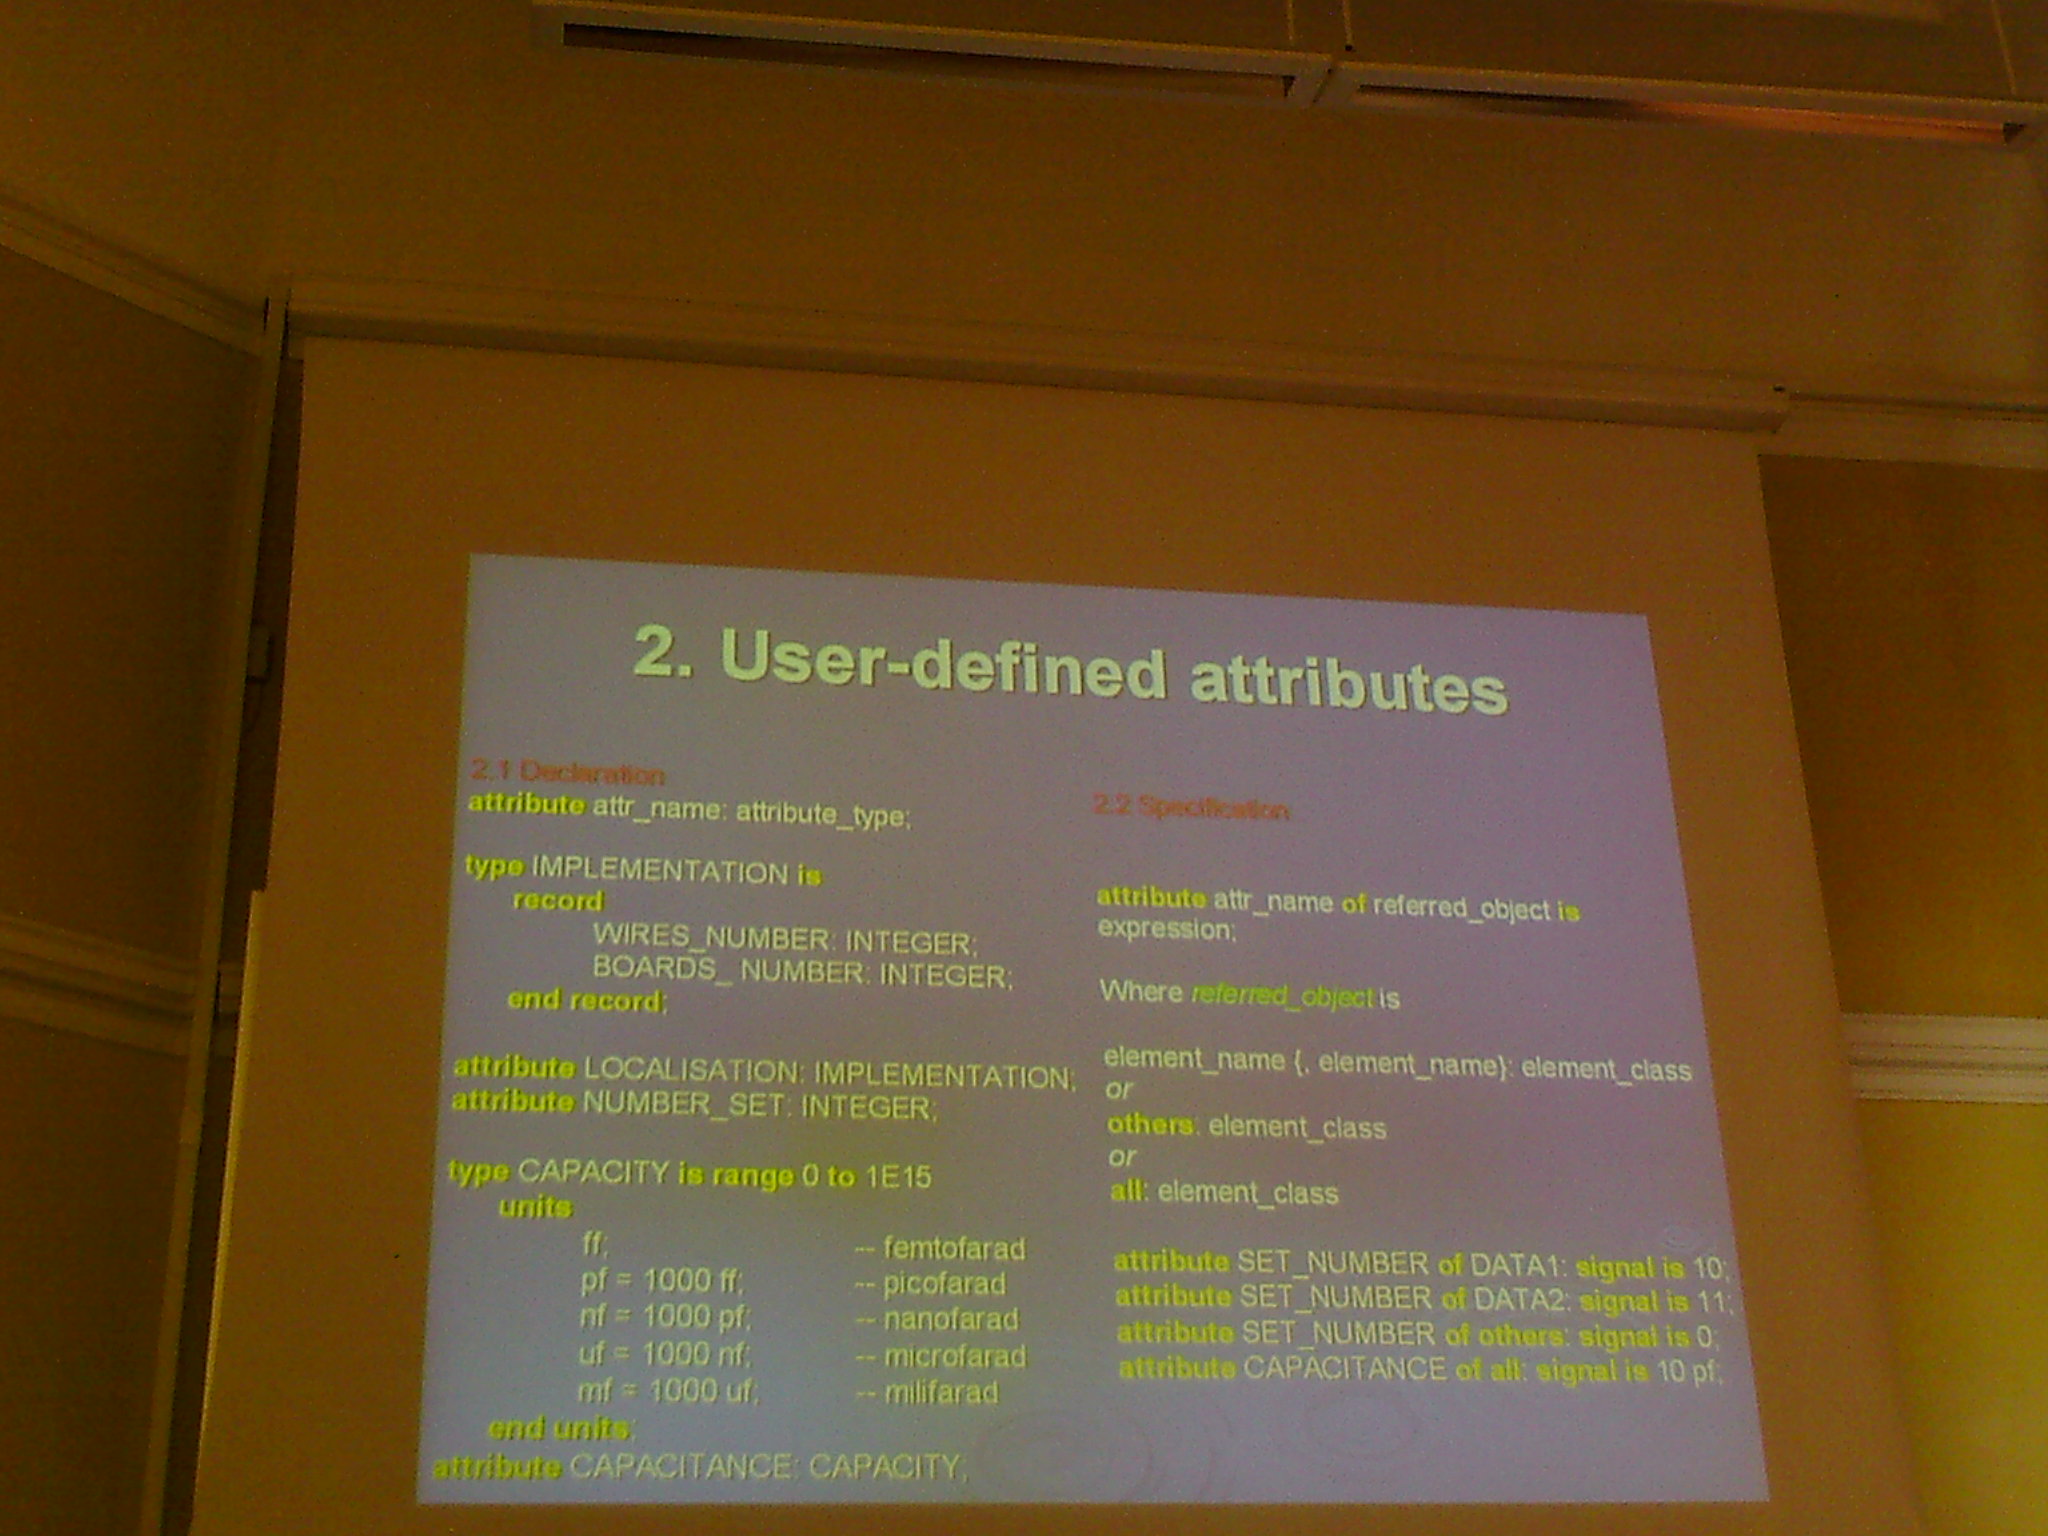 2. User-defined attributes
2.1 Declaration
attribute attr_name: attribute_type;
type IMPLEMENTATION is
record
WIRES_NUMBER: INTEGER;
BOARDS_ NUMBER: INTEGER;
end record;
attribute LOCALISATION: IMPLEMENTATION;
attribute NUMBER_SET: INTEGER;
type CAPACITY is range 0 to 1E15
units
ff; -- femtofarad
pf = 1000 ff; -- picofarad
nf = 1000 pf; -- nanofarad
uf = 1000 nf; -- microfarad
mf = 1000 uf; -- milifarad
end units;
attribute CAPACITANCE: CAPACITY;
2.2 Specification
attribute attr_name of referred_object is
expression;
Where referred_object is
element_name {, element_name}: element_class
or
others: element_class
or
all: element_class
attribute SET_NUMBER of DATA1: signal is 10;
attribute SET_NUMBER of DATA2: signal is 11;
attribute SET_NUMBER of others: signal is 0;
attribute CAPACITANCE of all: signal is 10 pf;